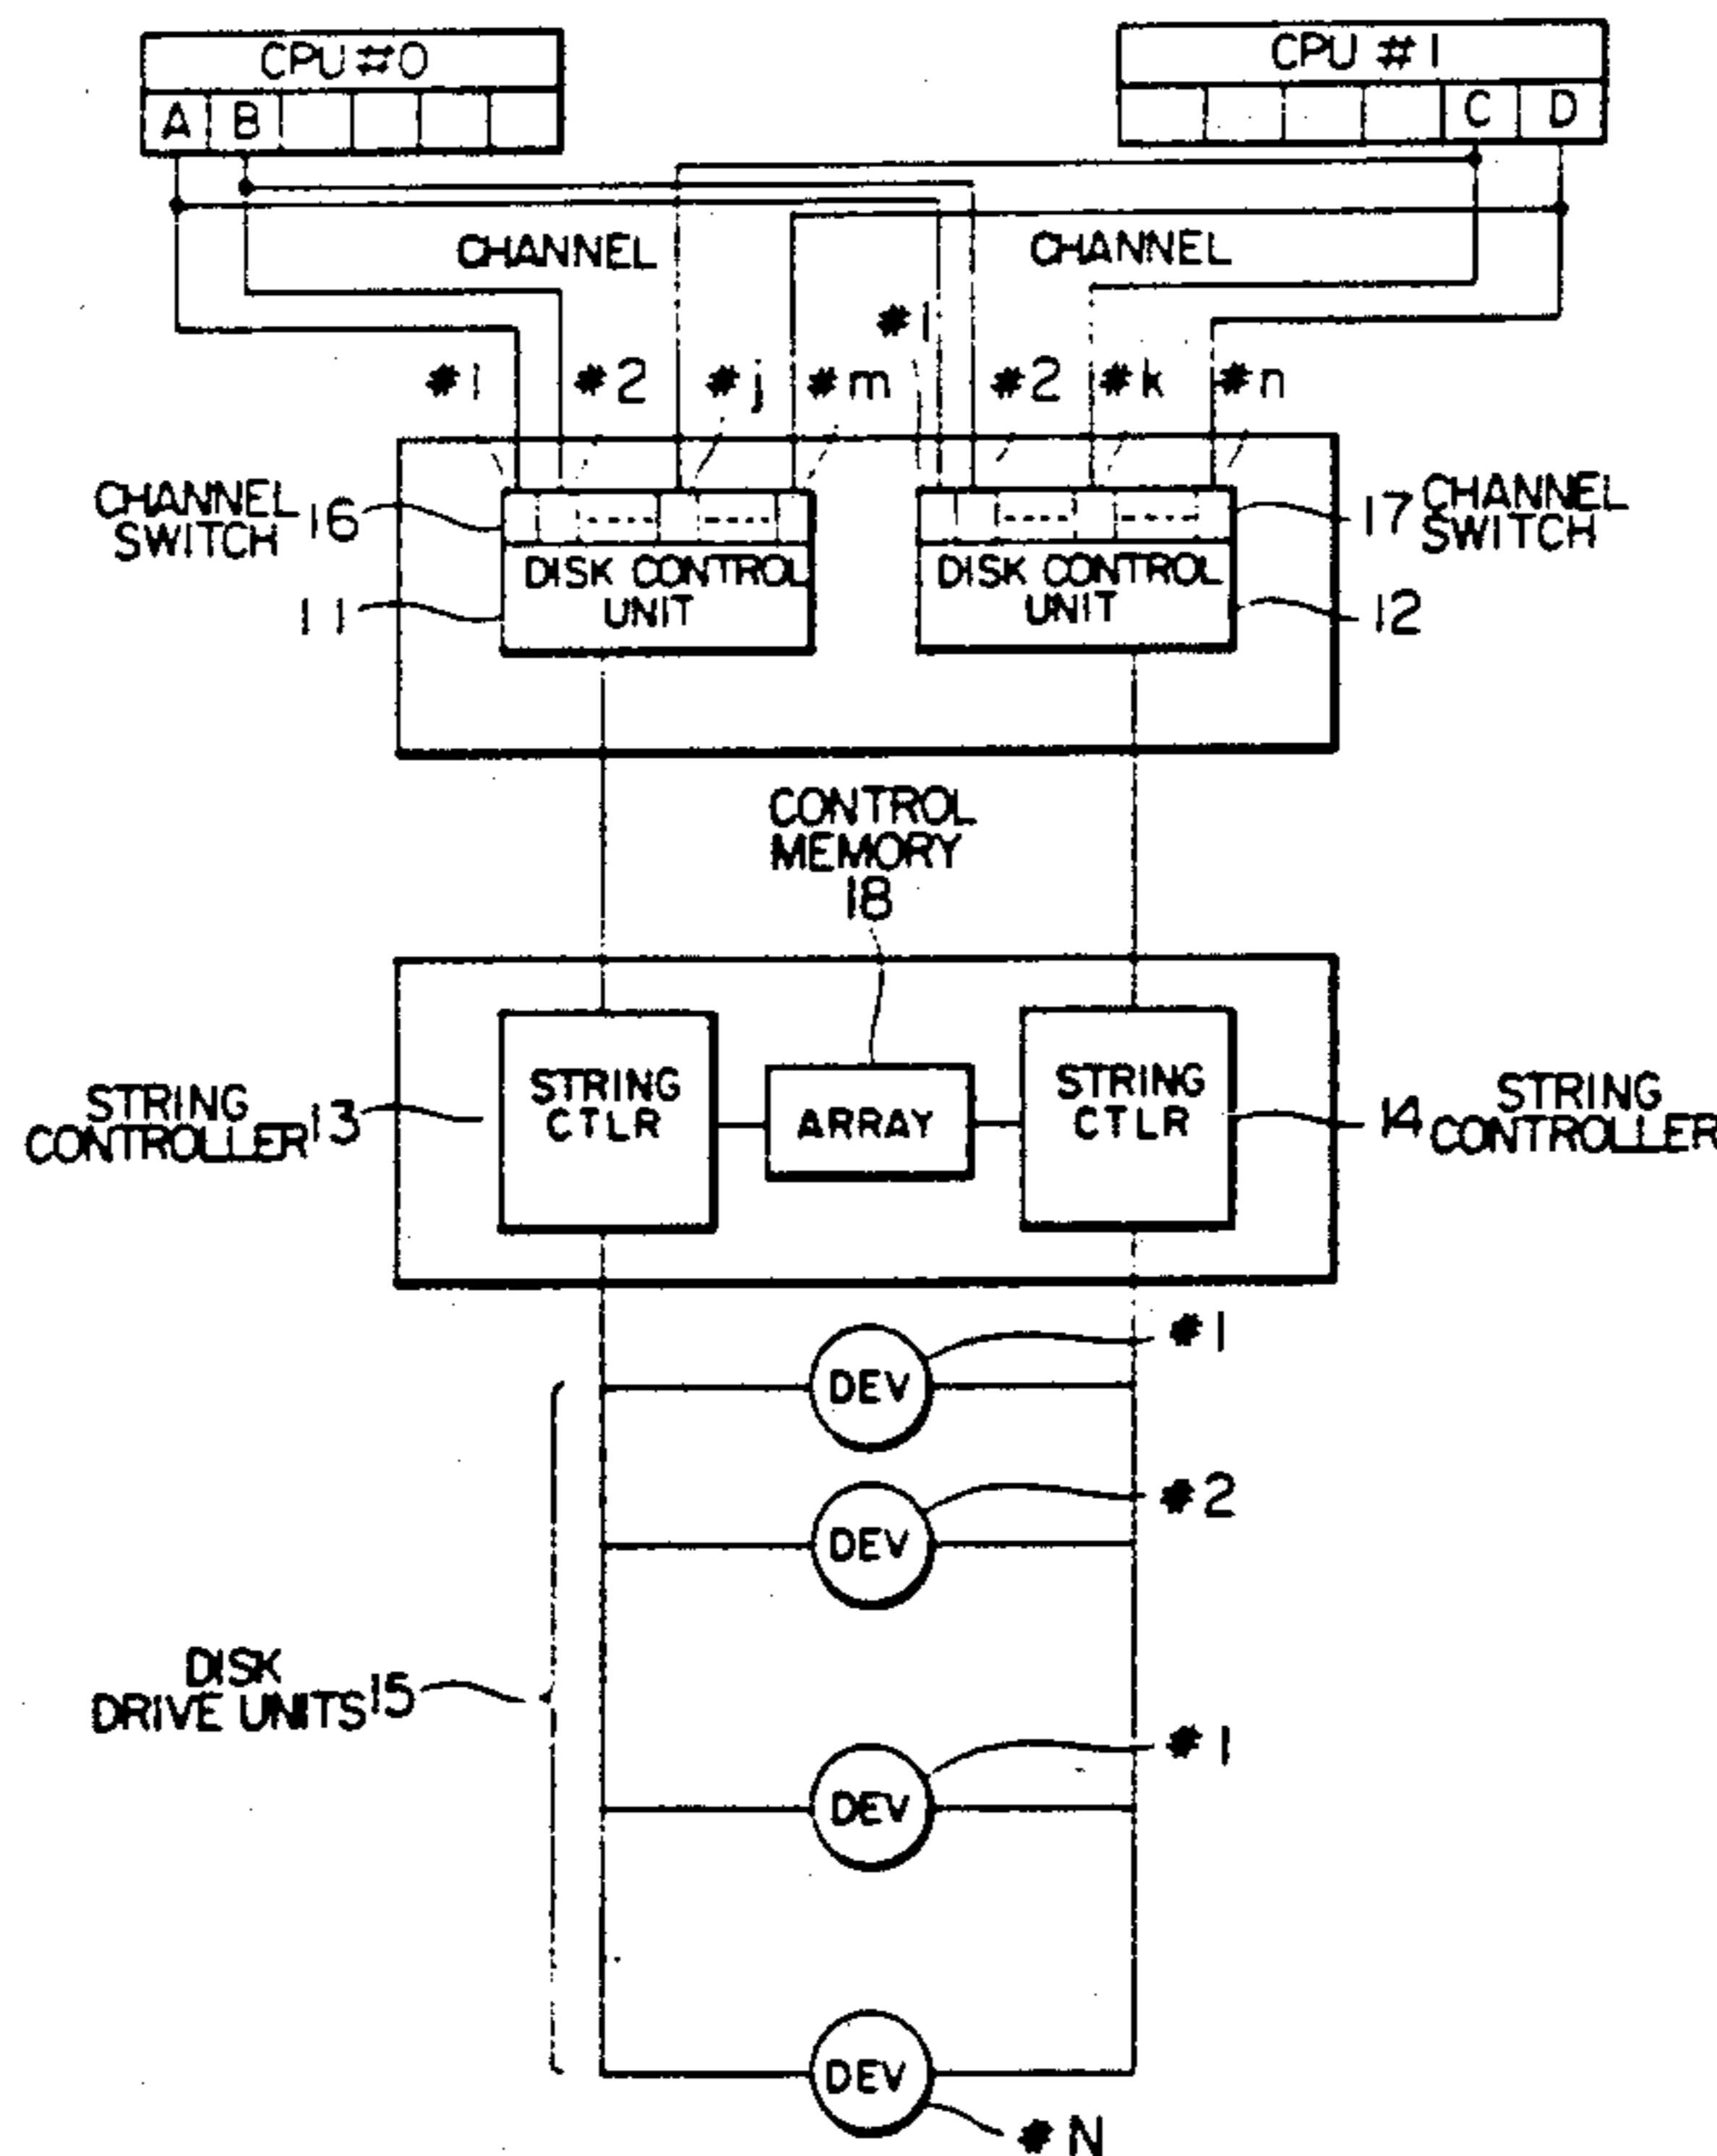 CPU #0
CPU #1
A B
C D
CHANNEL
CHANNEL
#1
#1 #2 #j #m #2 #k #n
CHANNEL
SWITCH 16
17 CHANNEL
SWITCH
DISK CONTROL
UNIT
DISK CONTROL
UNIT
11
12
CONTROL
MEMORY
18
STRING
CTLR
STRING
CTLR
ARRAY
STRING
CONTROLLER 13
14 STRING
CONTROLLER
#1
DEV
#2
DEV
DISK
DRIVE UNITS 15
#1
DEV
DEV
#N